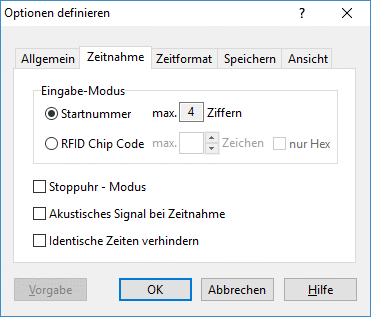 Optionen definieren ? ×
Allgemein Zeitnahme Zeitformat Speichern Ansicht
Eingabe-Modus
Startnummer max. 4 Ziffern
RFID Chip Code max. Zeichen nur Hex
Stoppuhr - Modus
Akustisches Signal bei Zeitnahme
Identische Zeiten verhindern
Vorgabe OK Abbrechen Hilfe